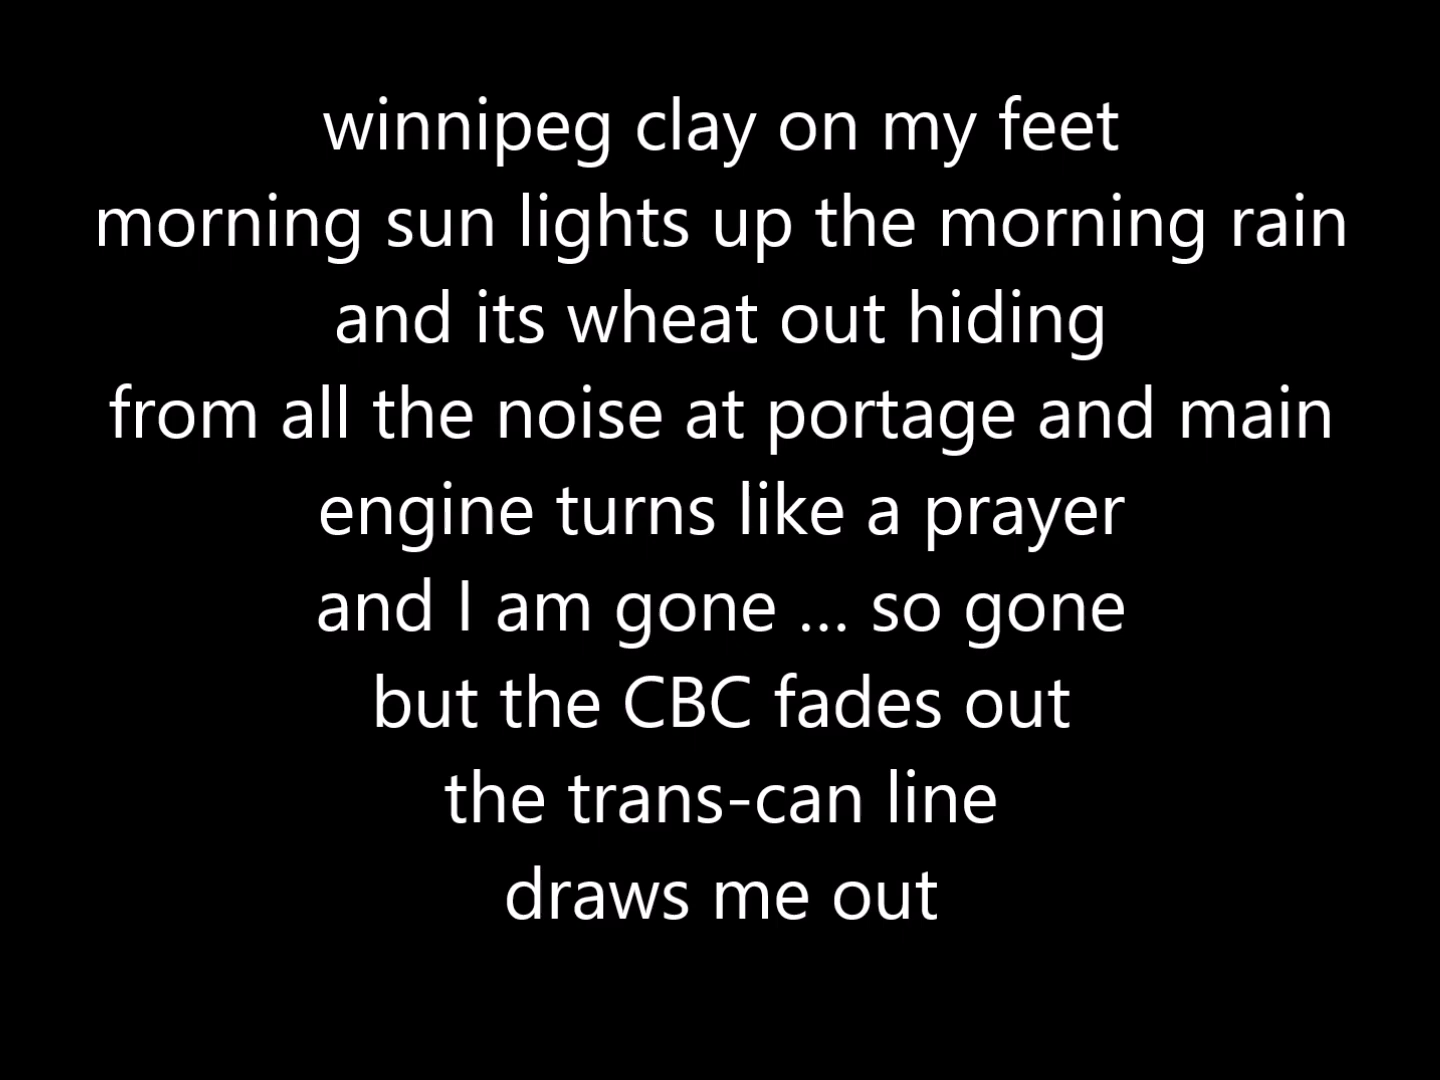 winnipeg clay on my feet
morning sun lights up the morning rain
and its wheat out hiding
from all the noise at portage and main
engine turns like a prayer
and I am gone ... so gone
but the CBC fades out
the trans-can line
draws me out